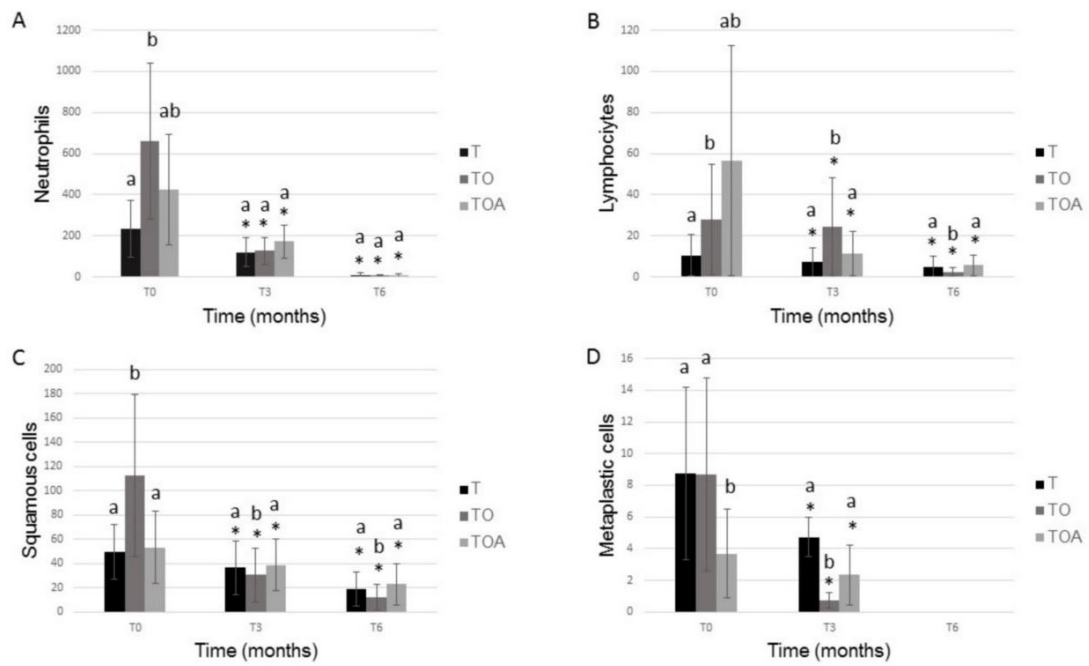 A
1200
1000
800
600
400
200
0
Neutrophils
b
ab
a
a a a
* * *
a a a
* * *
T0 T3 T6
Time (months)
T
TO
TOA
B
120
100
80
60
40
20
0
Lymphociytes
ab
b
a
b
*
a a
* *
a b a
* * *
T0 T3 T6
Time (months)
T
TO
TOA
C
200
180
160
140
120
100
80
60
40
20
0
Squamous cells
b
a a
a b a
* * *
a b a
* * *
T0 T3 T6
Time (months)
T
TO
TOA
D
16
14
12
10
8
6
4
2
0
Metaplastic cells
a a
b
a
*
b
*
a
*
T0 T3 T6
Time (months)
T
TO
TOA